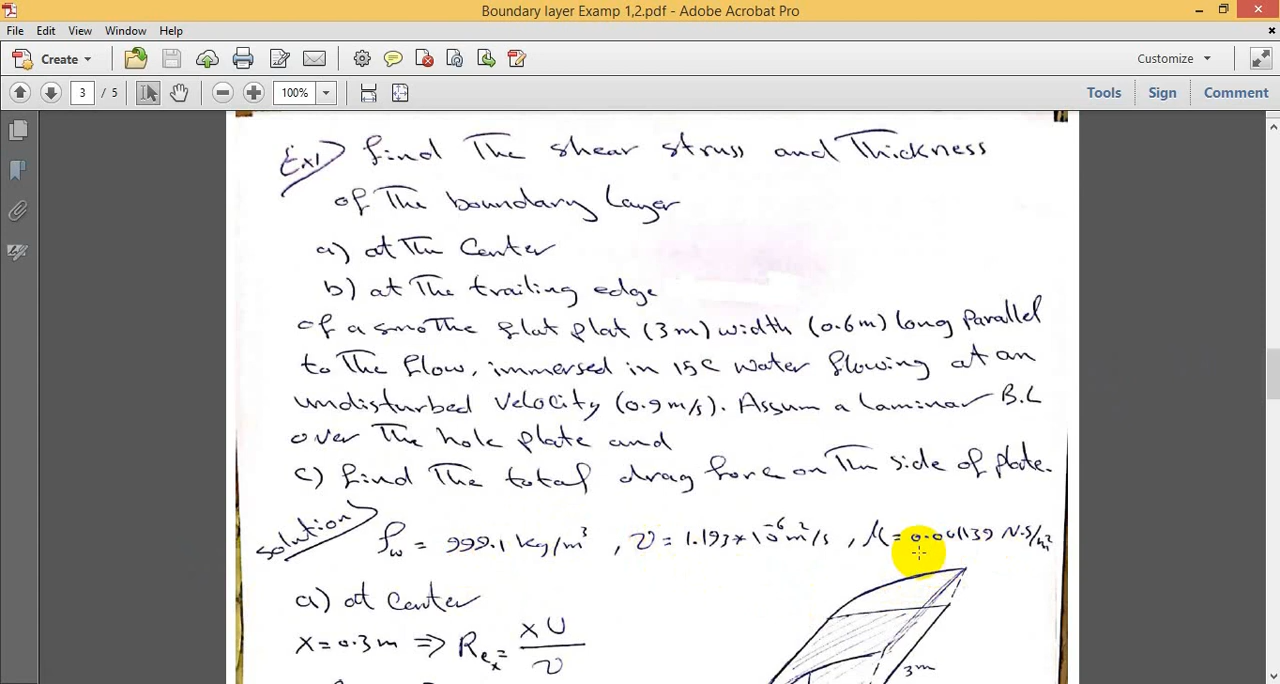 Boundary layer Examp 1,2.pdf - Adobe Acrobat Pro
File Edit View Window Help
Create Customize
3 / 5 100% Tools Sign Comment
Ex1) find The shear struss and Thickness
of The boundary layer
a) at The Center
b) at The trailing edge
of a smothe flat plat (3m) width (0.6m) long parallel
to The flow, immersed in 15c water flowing at an
undisturbed velocity (0.9m/s). Assum a laminar B.L
over The hole plate and
c) find The total drag force on The side of plate.
solution) ρw = 999.1 kg/m³ , υ = 1.193*10⁻⁶ m²/s , μ = 0.001139 N.s/m²
a) at Center
x = 0.3m ⇒ Rex = xU/υ
3m